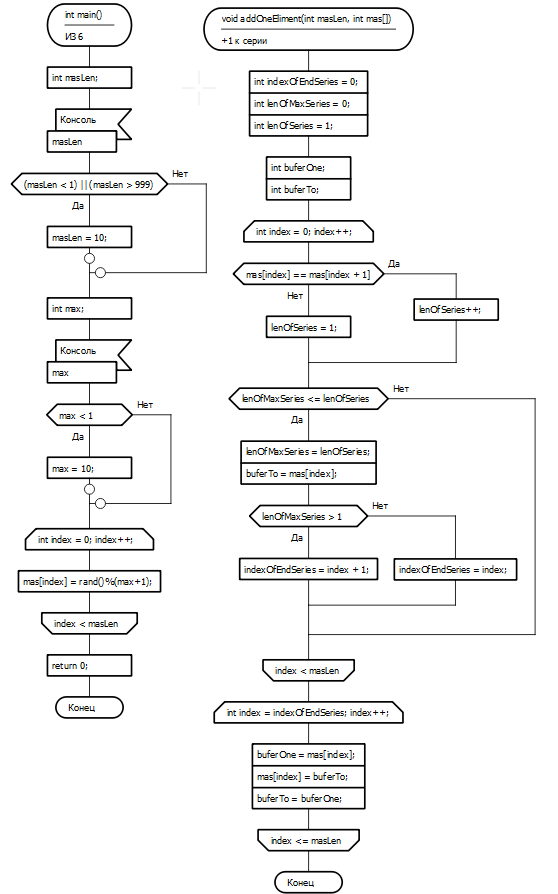 int main()
ИЗ 6
int masLen;
Консоль
masLen
(masLen < 1) ||(masLen > 999)
Нет
Да
masLen = 10;
int max;
Консоль
max
max < 1
Нет
Да
max = 10;
int index = 0; index++;
mas[index] = rand()%(max+1);
index < masLen
return 0;
Конец
void addOneEliment(int masLen, int mas[])
+1 к серии
int indexOfEndSeries = 0;
int lenOfMaxSeries = 0;
int lenOfSeries = 1;
int buferOne;
int buferTo;
int index = 0; index++;
mas[index] == mas[index + 1]
Да
Нет
lenOfSeries++;
lenOfSeries = 1;
lenOfMaxSeries <= lenOfSeries
Нет
Да
lenOfMaxSeries = lenOfSeries;
buferTo = mas[index];
lenOfMaxSeries > 1
Нет
Да
indexOfEndSeries = index + 1;
indexOfEndSeries = index;
index < masLen
int index = indexOfEndSeries; index++;
buferOne = mas[index];
mas[index] = buferTo;
buferTo = buferOne;
index <= masLen
Конец